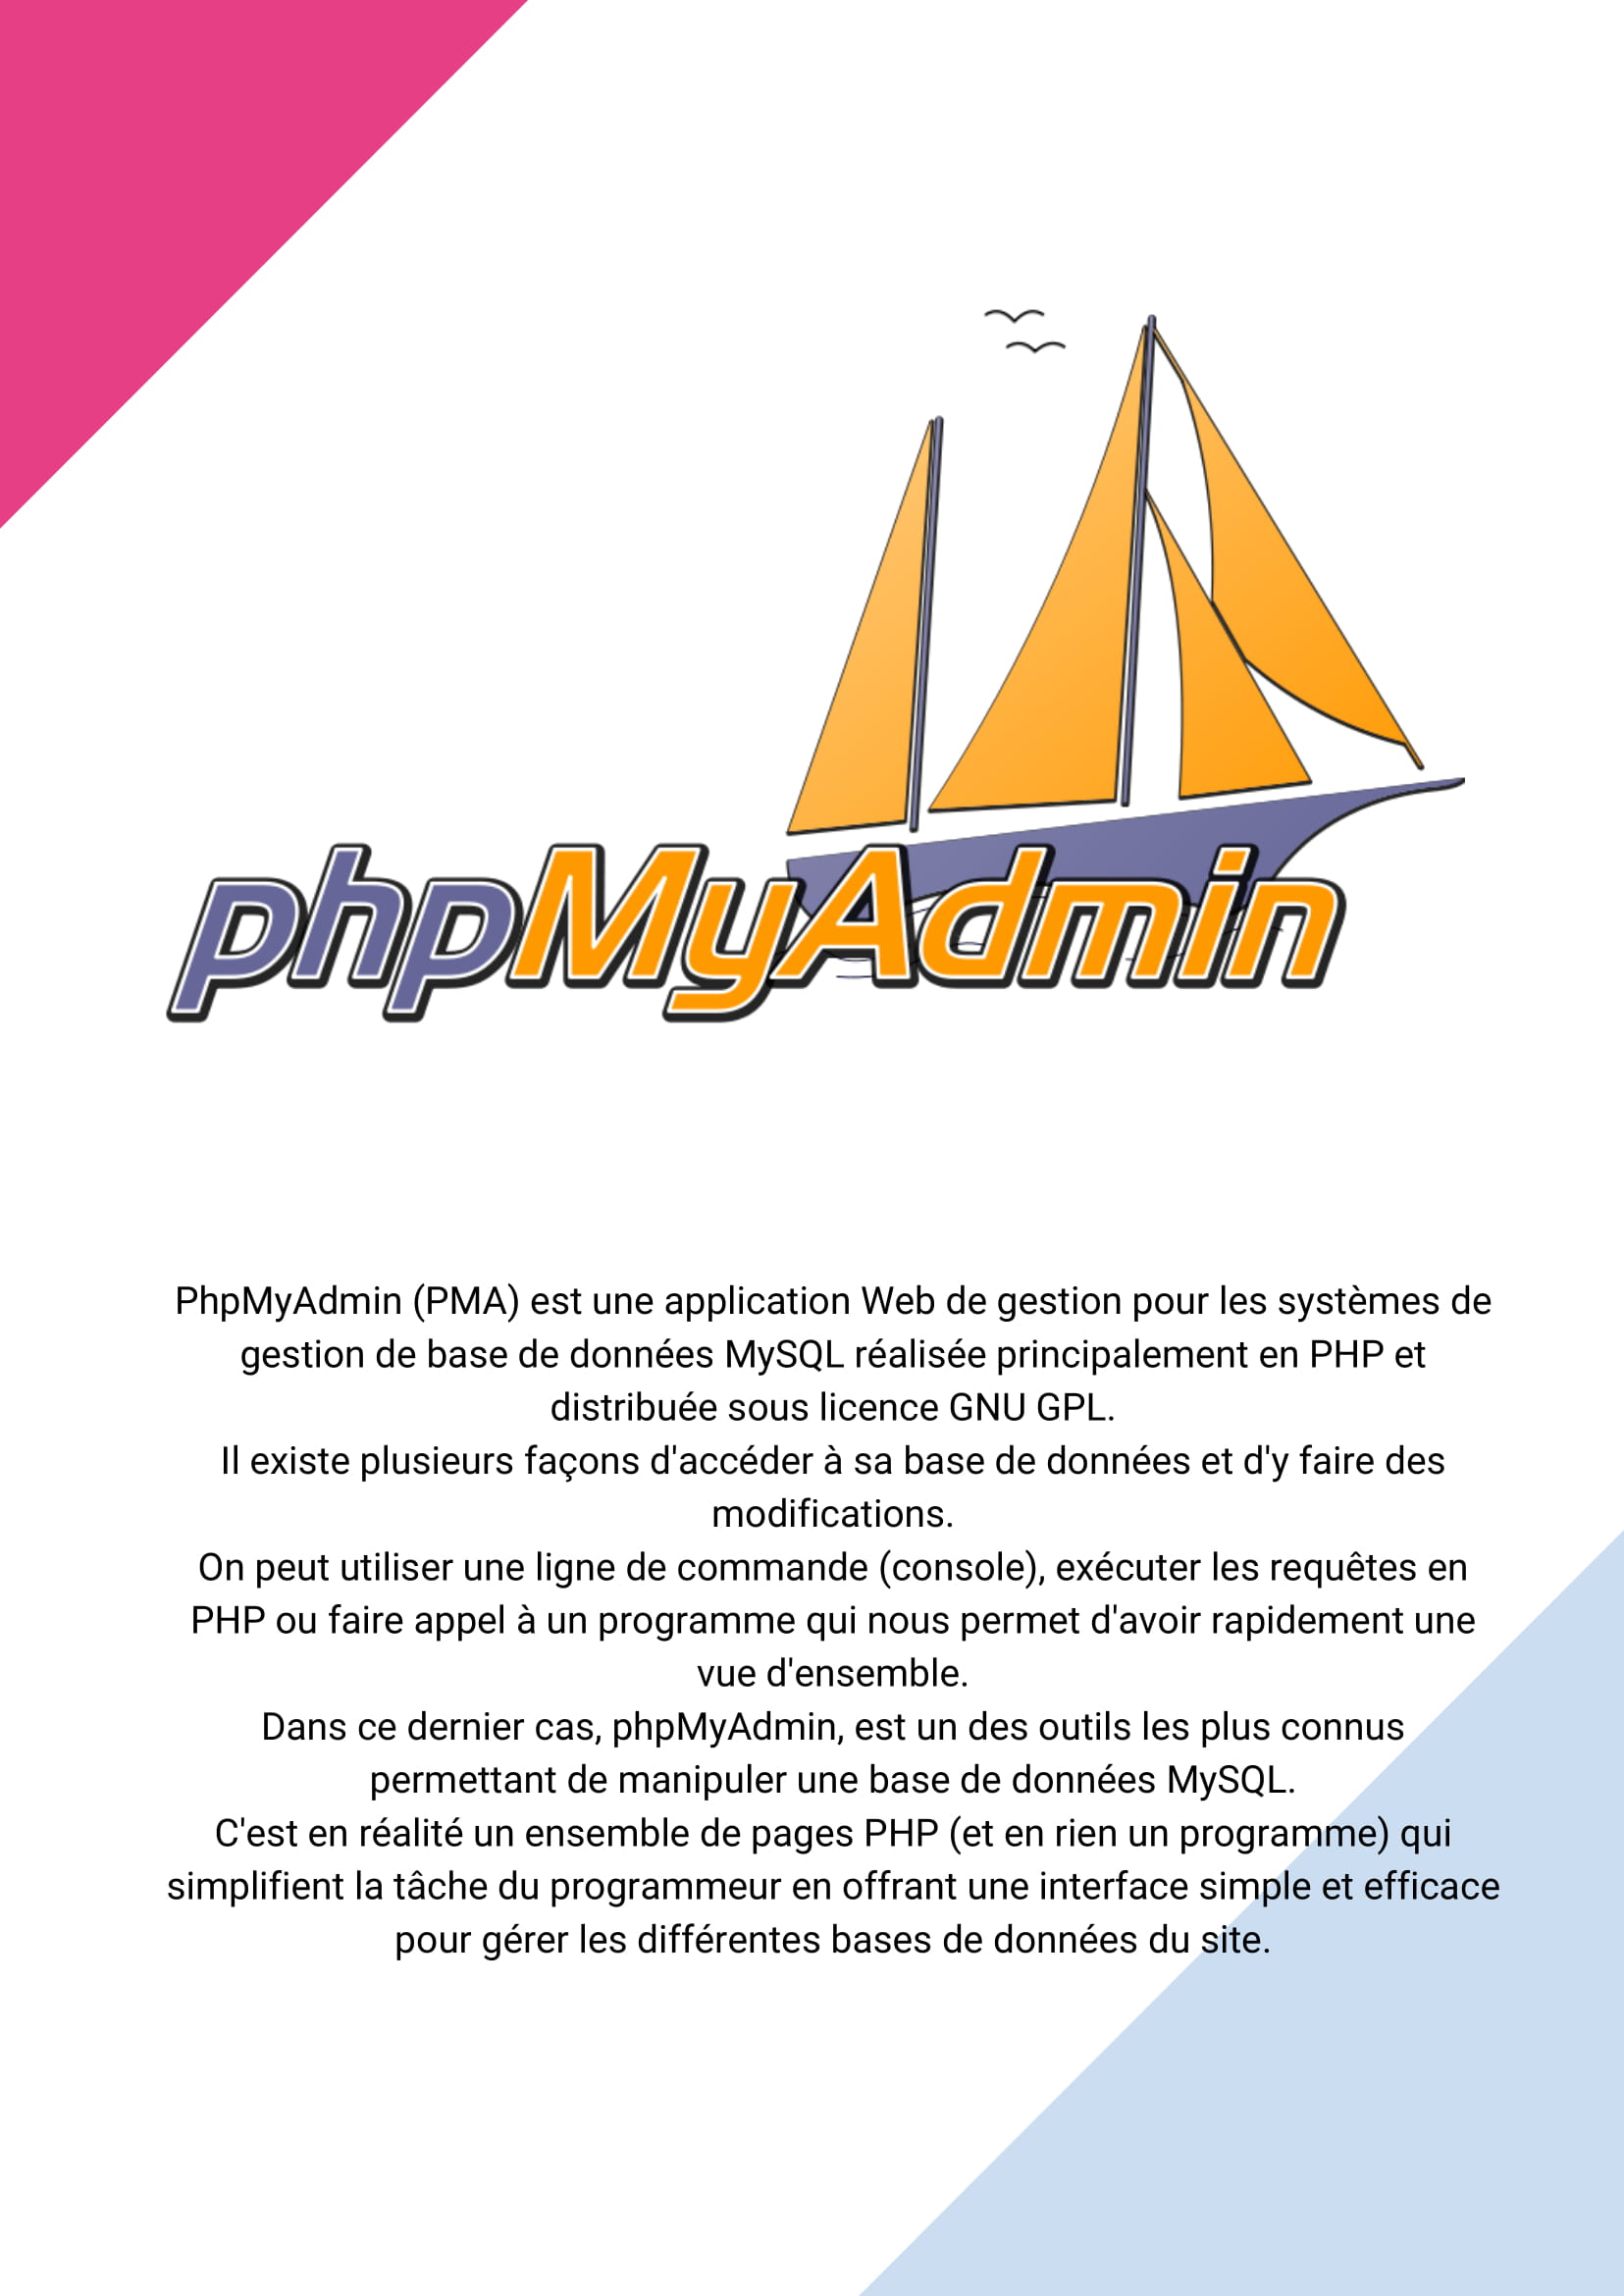 phpMyAdmin
PhpMyAdmin (PMA) est une application Web de gestion pour les systèmes de
gestion de base de données MySQL réalisée principalement en PHP et
distribuée sous licence GNU GPL.
Il existe plusieurs façons d'accéder à sa base de données et d'y faire des
modifications.
On peut utiliser une ligne de commande (console), exécuter les requêtes en
PHP ou faire appel à un programme qui nous permet d'avoir rapidement une
vue d'ensemble.
Dans ce dernier cas, phpMyAdmin, est un des outils les plus connus
permettant de manipuler une base de données MySQL.
C'est en réalité un ensemble de pages PHP (et en rien un programme) qui
simplifient la tâche du programmeur en offrant une interface simple et efficace
pour gérer les différentes bases de données du site.